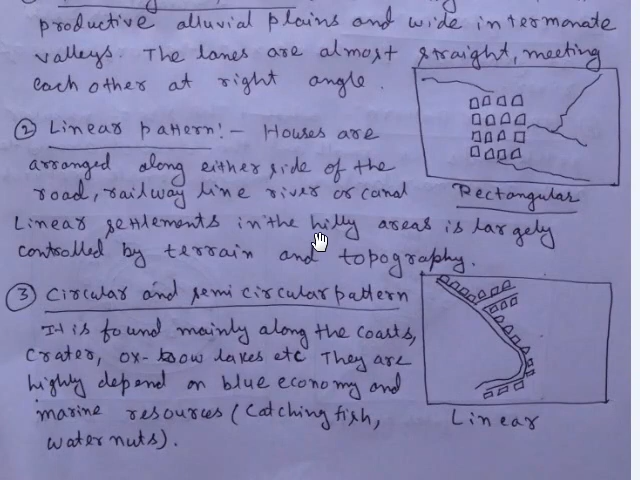 productive alluvial plains and wide intermonate
valleys. The lanes are almost straight, meeting
each other at right angle.
② Linear pattern:- Houses are
arranged along either side of the
road, railway line river or canal
Rectangular
Linear settlements in the hilly areas is largely
controlled by terrain and topography.
③ Circular and semi circular pattern
It is found mainly along the coasts,
Crater, ox-bow lakes etc They are
highly depend on blue economy and
marine resources (Catching fish,
water nuts).
Linear